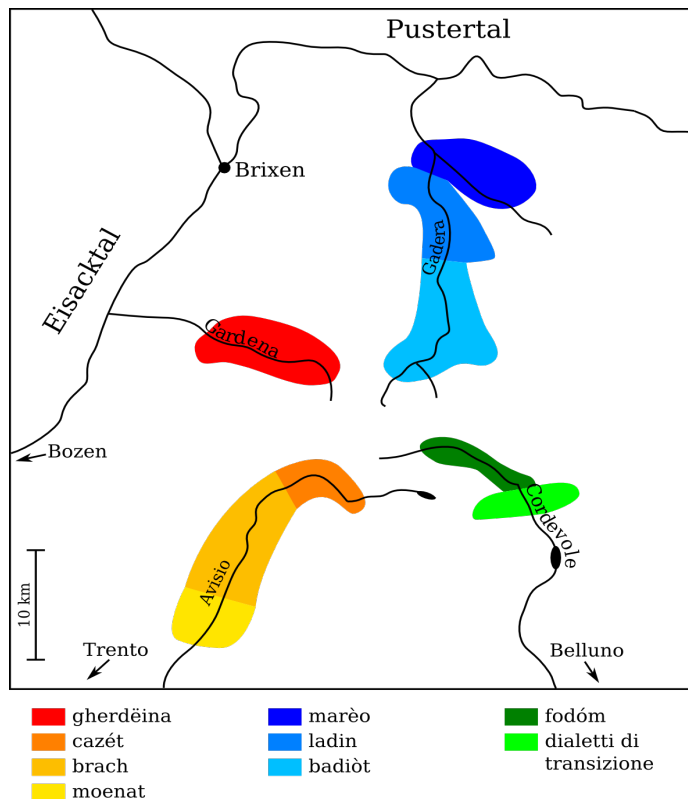 Pustertal
Brixen
Eisacktal
Gadera
Gardena
Bozen
Cordevole
Avisio
10 km
Trento
Belluno
gherdëina
cazét
brach
moenat
marèo
ladin
badiòt
fodóm
dialetti di
transizione